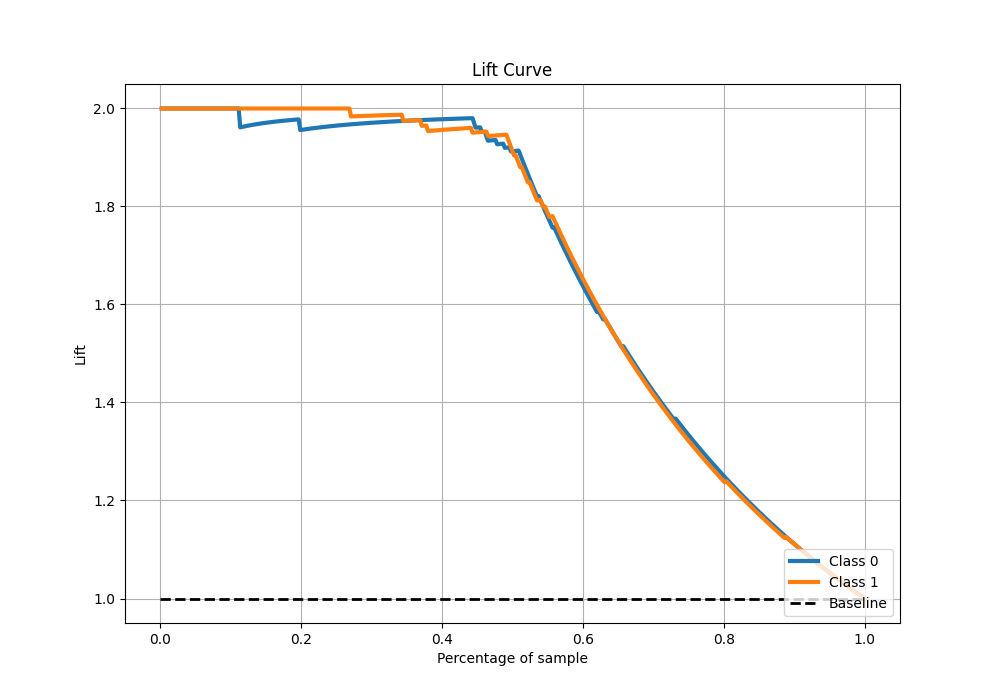 Lift Curve
Lift
2.0
1.8
1.6
1.4
1.2
1.0
0.0 0.2 0.4 0.6 0.8 1.0
Percentage of sample
Class 0
Class 1
Baseline